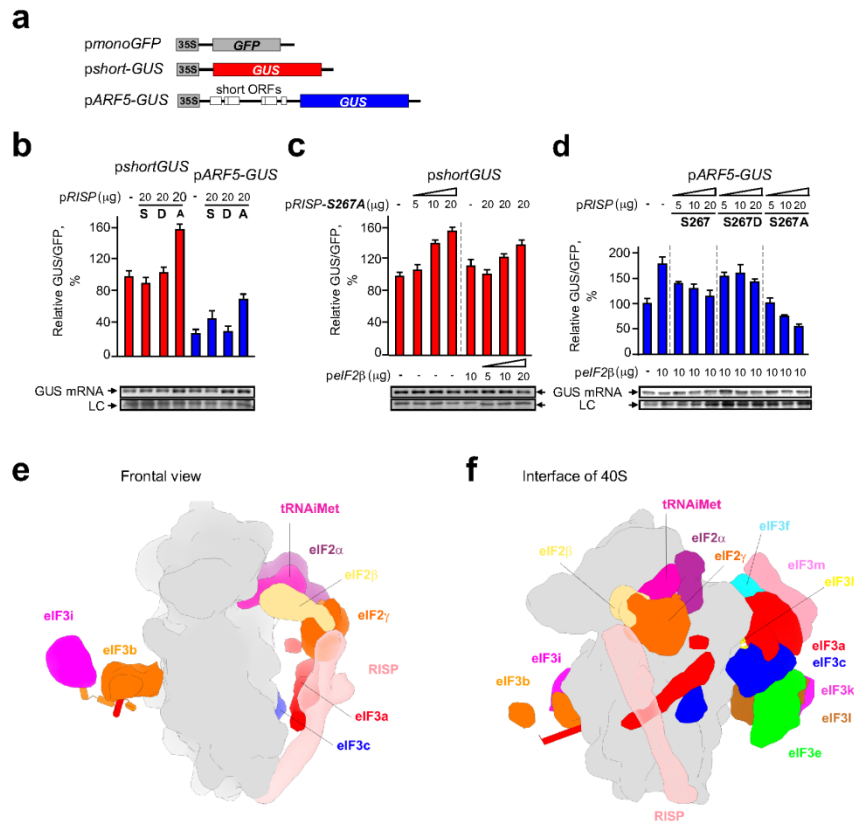 a
pmonoGFP 35S GFP
pshort-GUS 35S GUS
short ORFs
pARF5-GUS 35S GUS
b
pshortGUS
pARF5-GUS
pRISP (µg) - 20 20 20 - 20 20 20
S D A S D A
Relative GUS/GFP, %
160
120
80
40
0
GUS mRNA
LC
c
pshortGUS
pRISP-S267A (µg) - 5 10 20 - 5 10 20
Relative GUS/GFP, %
160
120
80
40
0
peIF2β (µg)
- - - - 10 5 10 20
d
pARF5-GUS
pRISP (µg) - - 5 10 20 5 10 20 5 10 20
S267 S267D S267A
Relative GUS/GFP, %
200
150
100
50
0
peIF2β (µg) - 10 10 10 10 10 10 10 10 10 10
GUS mRNA
LC
e
Frontal view
tRNAiMet
eIF2α
eIF2β
eIF2γ
eIF3i
eIF3b
RISP
eIF3a
eIF3c
f
Interface of 40S
tRNAiMet
eIF2α
eIF3f
eIF2β
eIF2γ
eIF3m
eIF3a
eIF3i
eIF3c
eIF3b
eIF3k
eIF3l
eIF3e
RISP